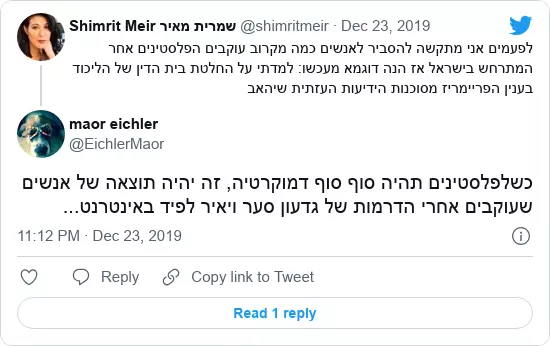 Shimrit Meir שמרית מאיר @shimritmeir · Dec 23, 2019
לפעמים אני מתקשה להסביר לאנשים כמה מקרוב עוקבים הפלסטינים אחר
המתרחש בישראל אז הנה דוגמא מעכשו: למדתי על החלטת בית הדין של הליכוד
בענין הפריימריז מסוכנות הידיעות העזתית שיהאב
maor eichler
@EichlerMaor
כשלפלסטינים תהיה סוף סוף דמוקרטיה, זה יהיה תוצאה של אנשים
שעוקבים אחרי הדרמות של גדעון סער ויאיר לפיד באינטרנט...
11:12 PM · Dec 23, 2019
Reply
Copy link to Tweet
Read 1 reply